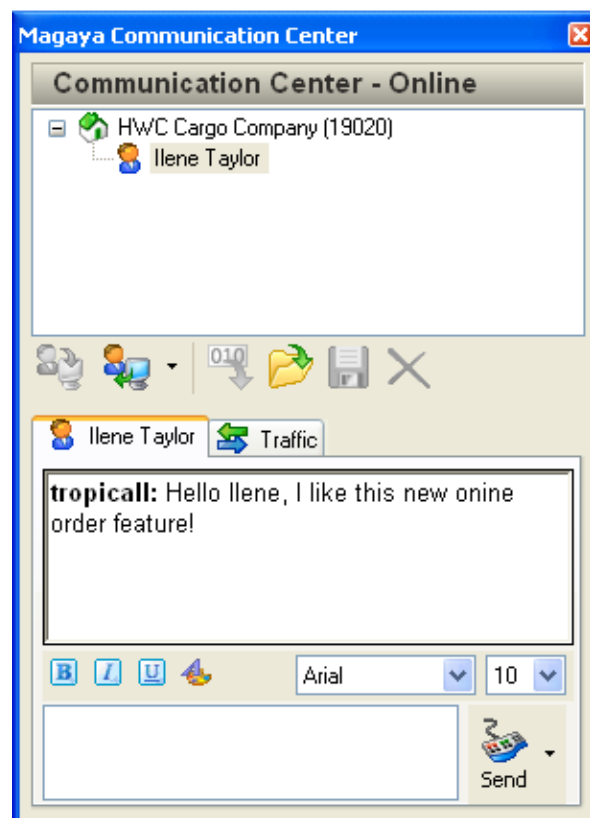 Magaya Communication Center
Communication Center - Online
HWC Cargo Company (19020)
Ilene Taylor
010
Ilene Taylor
Traffic
tropicall: Hello Ilene, I like this new onine
order feature!
B I U
Arial
10
Send